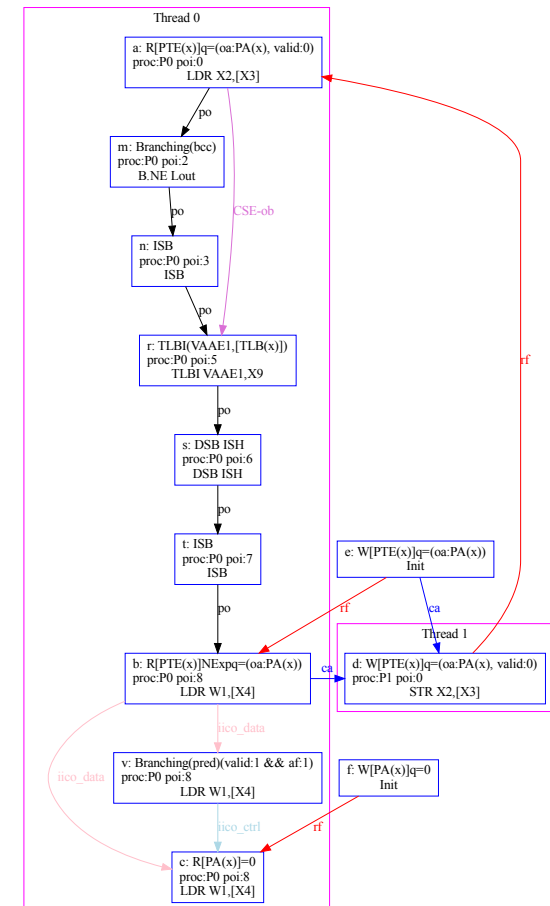 Thread 0
a: R[PTE(x)]q=(oa:PA(x), valid:0)
proc:P0 poi:0
LDR X2,[X3]
po
m: Branching(bcc)
proc:P0 poi:2
B.NE Lout
CSE-ob
po
n: ISB
proc:P0 poi:3
ISB
po
r: TLBI(VAAE1,[TLB(x)])
proc:P0 poi:5
TLBI VAAE1,X9
rf
po
s: DSB ISH
proc:P0 poi:6
DSB ISH
po
t: ISB
proc:P0 poi:7
ISB
e: W[PTE(x)]q=(oa:PA(x))
Init
po
rf
ca
Thread 1
b: R[PTE(x)]NExpq=(oa:PA(x))
proc:P0 poi:8
LDR W1,[X4]
ca
d: W[PTE(x)]q=(oa:PA(x), valid:0)
proc:P1 poi:0
STR X2,[X3]
iico_data
v: Branching(pred)(valid:1 && af:1)
proc:P0 poi:8
LDR W1,[X4]
iico_data
f: W[PA(x)]q=0
Init
iico_ctrl
rf
c: R[PA(x)]=0
proc:P0 poi:8
LDR W1,[X4]